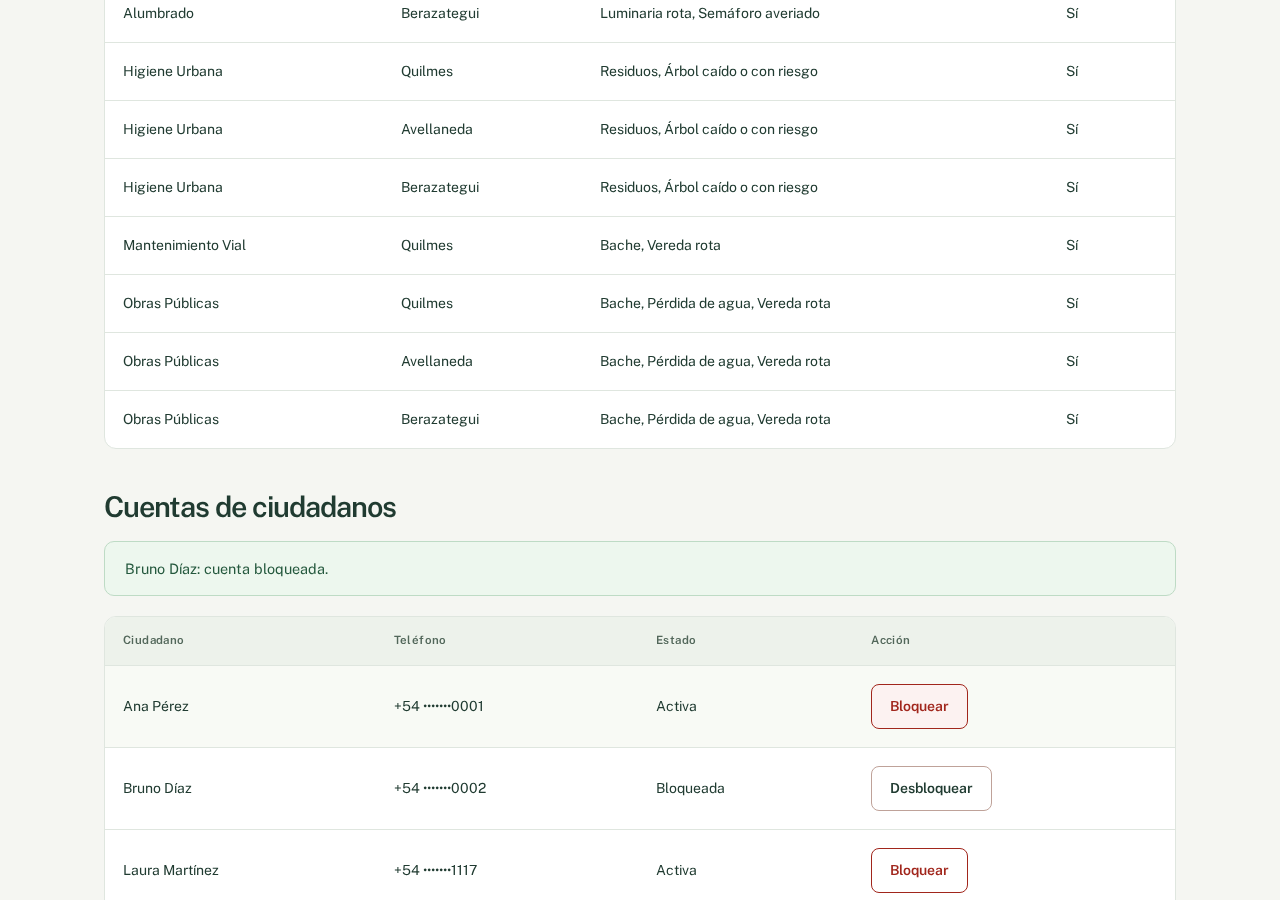 Alumbrado Berazategui Luminaria rota, Semáforo averiado Sí
Higiene Urbana Quilmes Residuos, Árbol caído o con riesgo Sí
Higiene Urbana Avellaneda Residuos, Árbol caído o con riesgo Sí
Higiene Urbana Berazategui Residuos, Árbol caído o con riesgo Sí
Mantenimiento Vial Quilmes Bache, Vereda rota Sí
Obras Públicas Quilmes Bache, Pérdida de agua, Vereda rota Sí
Obras Públicas Avellaneda Bache, Pérdida de agua, Vereda rota Sí
Obras Públicas Berazategui Bache, Pérdida de agua, Vereda rota Sí
Cuentas de ciudadanos
Bruno Díaz: cuenta bloqueada.
Ciudadano Teléfono Estado Acción
Ana Pérez +54 •••••••0001 Activa Bloquear
Bruno Díaz +54 •••••••0002 Bloqueada Desbloquear
Laura Martínez +54 •••••••1117 Activa Bloquear